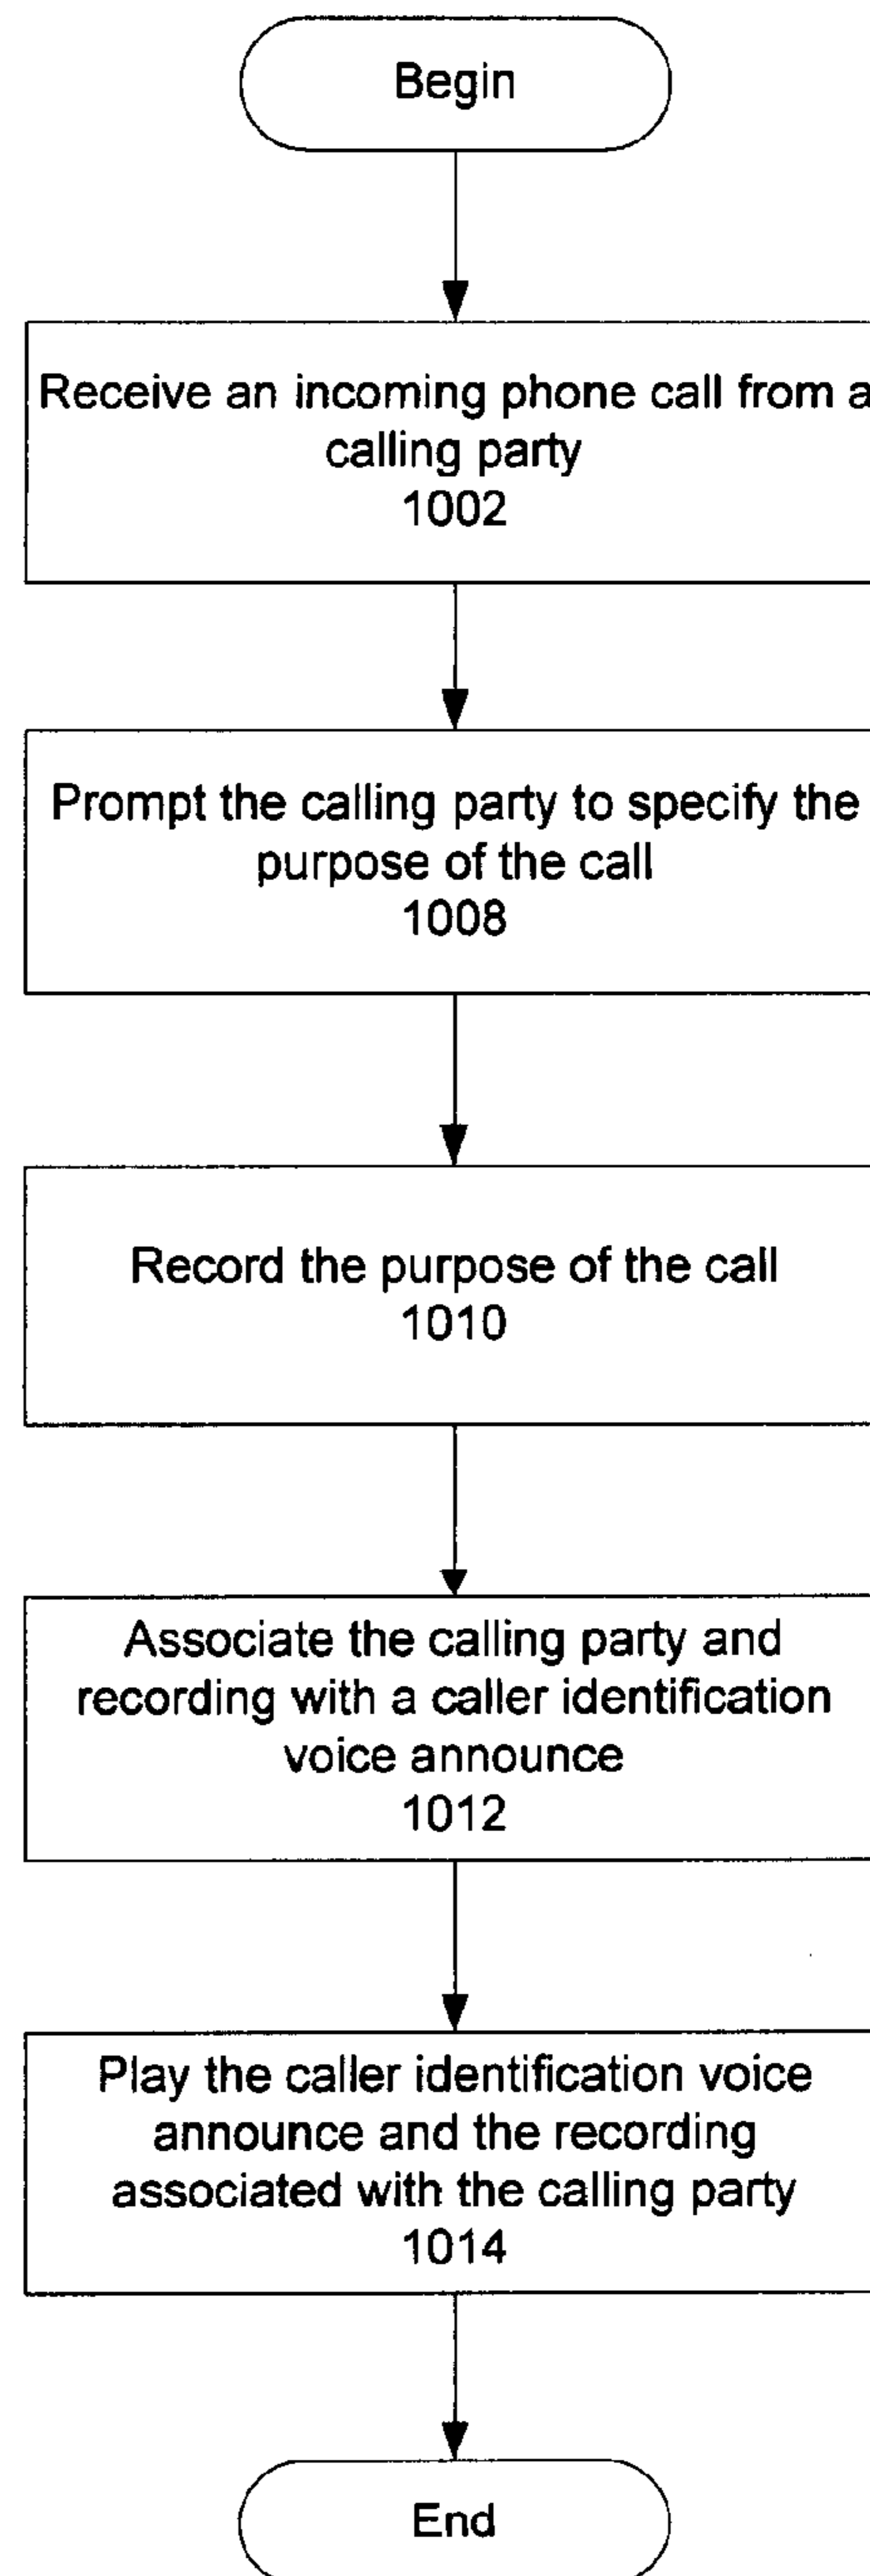 Begin
Receive an incoming phone call from a
calling party
1002
Prompt the calling party to specify the
purpose of the call
1008
Record the purpose of the call
1010
Associate the calling party and
recording with a caller identification
voice announce
1012
Play the caller identification voice
announce and the recording
associated with the calling party
1014
End